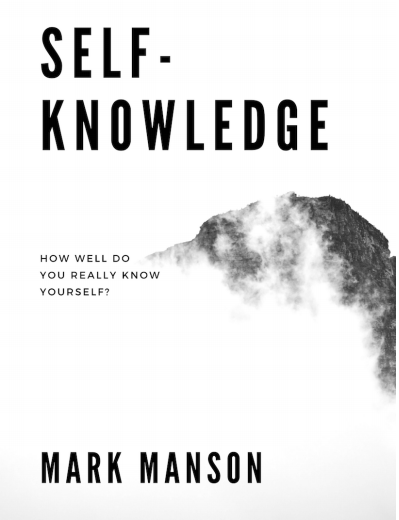 SELF-
KNOWLEDGE
HOW WELL DO
YOU REALLY KNOW
YOURSELF?
MARK MANSON